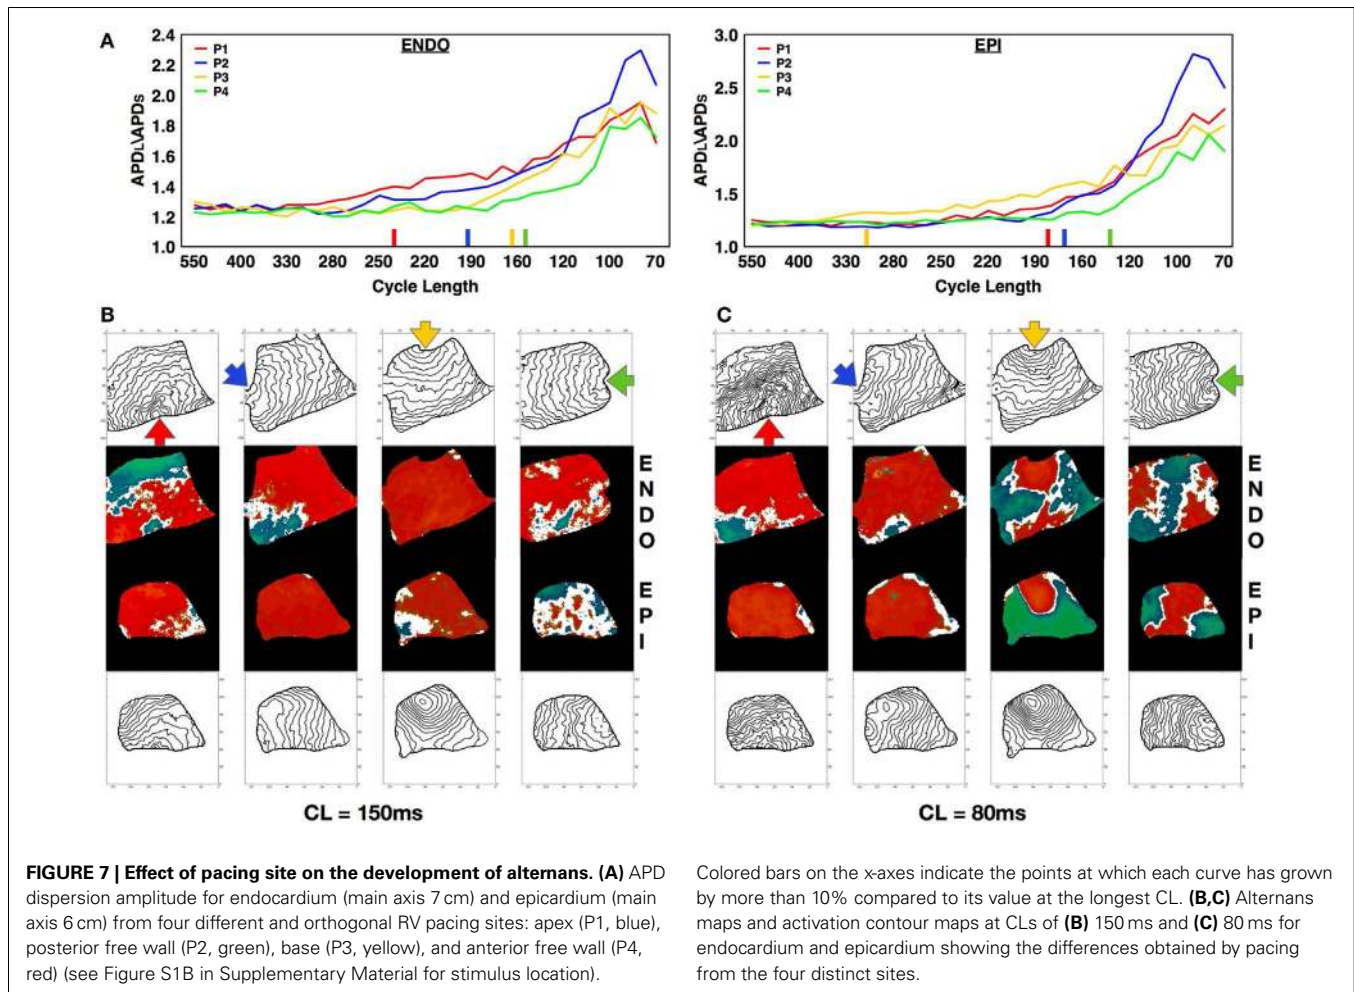 A
ENDO
2.4
2.2
2.0
1.8
1.6
1.4
1.2
1.0
APDL\APDS
P1
P2
P3
P4
550 400 330 280 250 220 190 160 120 100 70
Cycle Length
EPI
3.0
2.5
2.0
1.5
1.0
APDL\APDS
P1
P2
P3
P4
550 400 330 280 250 220 190 160 120 100 70
Cycle Length
B
ENDO
EPI
CL = 150ms
C
ENDO
EPI
CL = 80ms
FIGURE 7 | Effect of pacing site on the development of alternans. (A) APD
dispersion amplitude for endocardium (main axis 7 cm) and epicardium (main
axis 6 cm) from four different and orthogonal RV pacing sites: apex (P1, blue),
posterior free wall (P2, green), base (P3, yellow), and anterior free wall (P4,
red) (see Figure S1B in Supplementary Material for stimulus location).
Colored bars on the x-axes indicate the points at which each curve has grown
by more than 10% compared to its value at the longest CL. (B,C) Alternans
maps and activation contour maps at CLs of (B) 150 ms and (C) 80 ms for
endocardium and epicardium showing the differences obtained by pacing
from the four distinct sites.